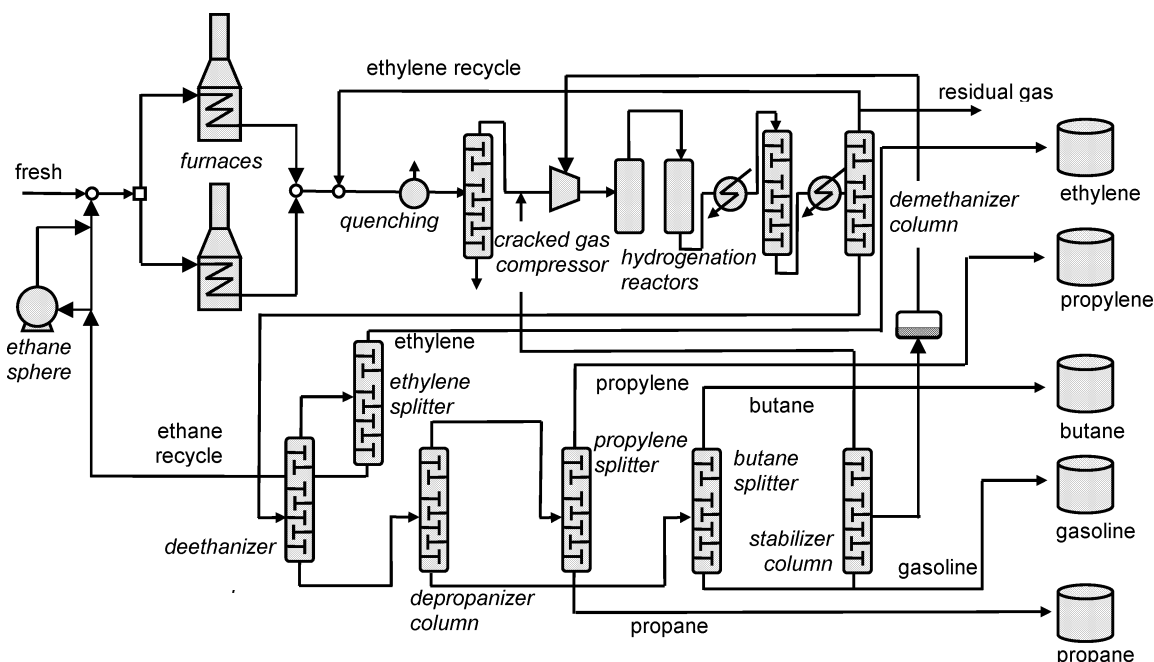 ethylene recycle
residual gas
furnaces
fresh
quenching
ethylene
demethanizer
column
cracked gas
compressor
hydrogenation
reactors
propylene
ethane
sphere
ethylene
ethylene
splitter
propylene
butane
butane
ethane
recycle
propylene
splitter
butane
splitter
gasoline
deethanizer
stabilizer
column
gasoline
depropanizer
column
propane
propane